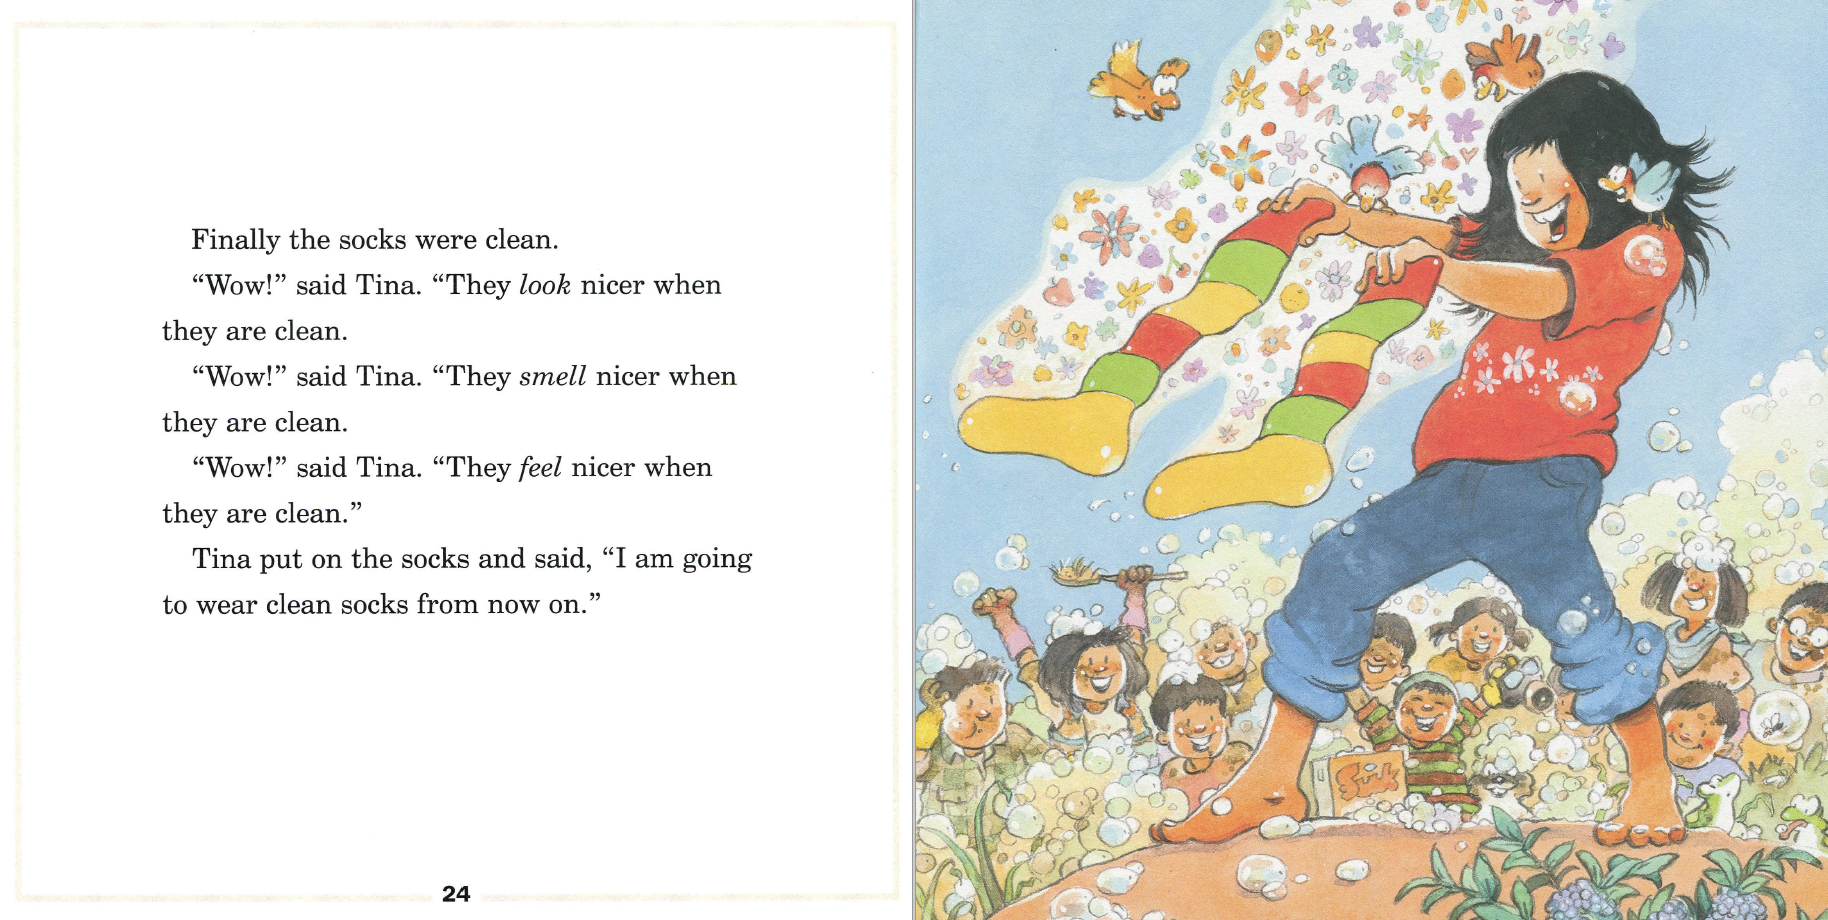 Finally the socks were clean.
“Wow!” said Tina. “They look nicer when
they are clean.
“Wow!” said Tina. “They smell nicer when
they are clean.
“Wow!” said Tina. “They feel nicer when
they are clean.”
Tina put on the socks and said, “I am going
to wear clean socks from now on.”
24